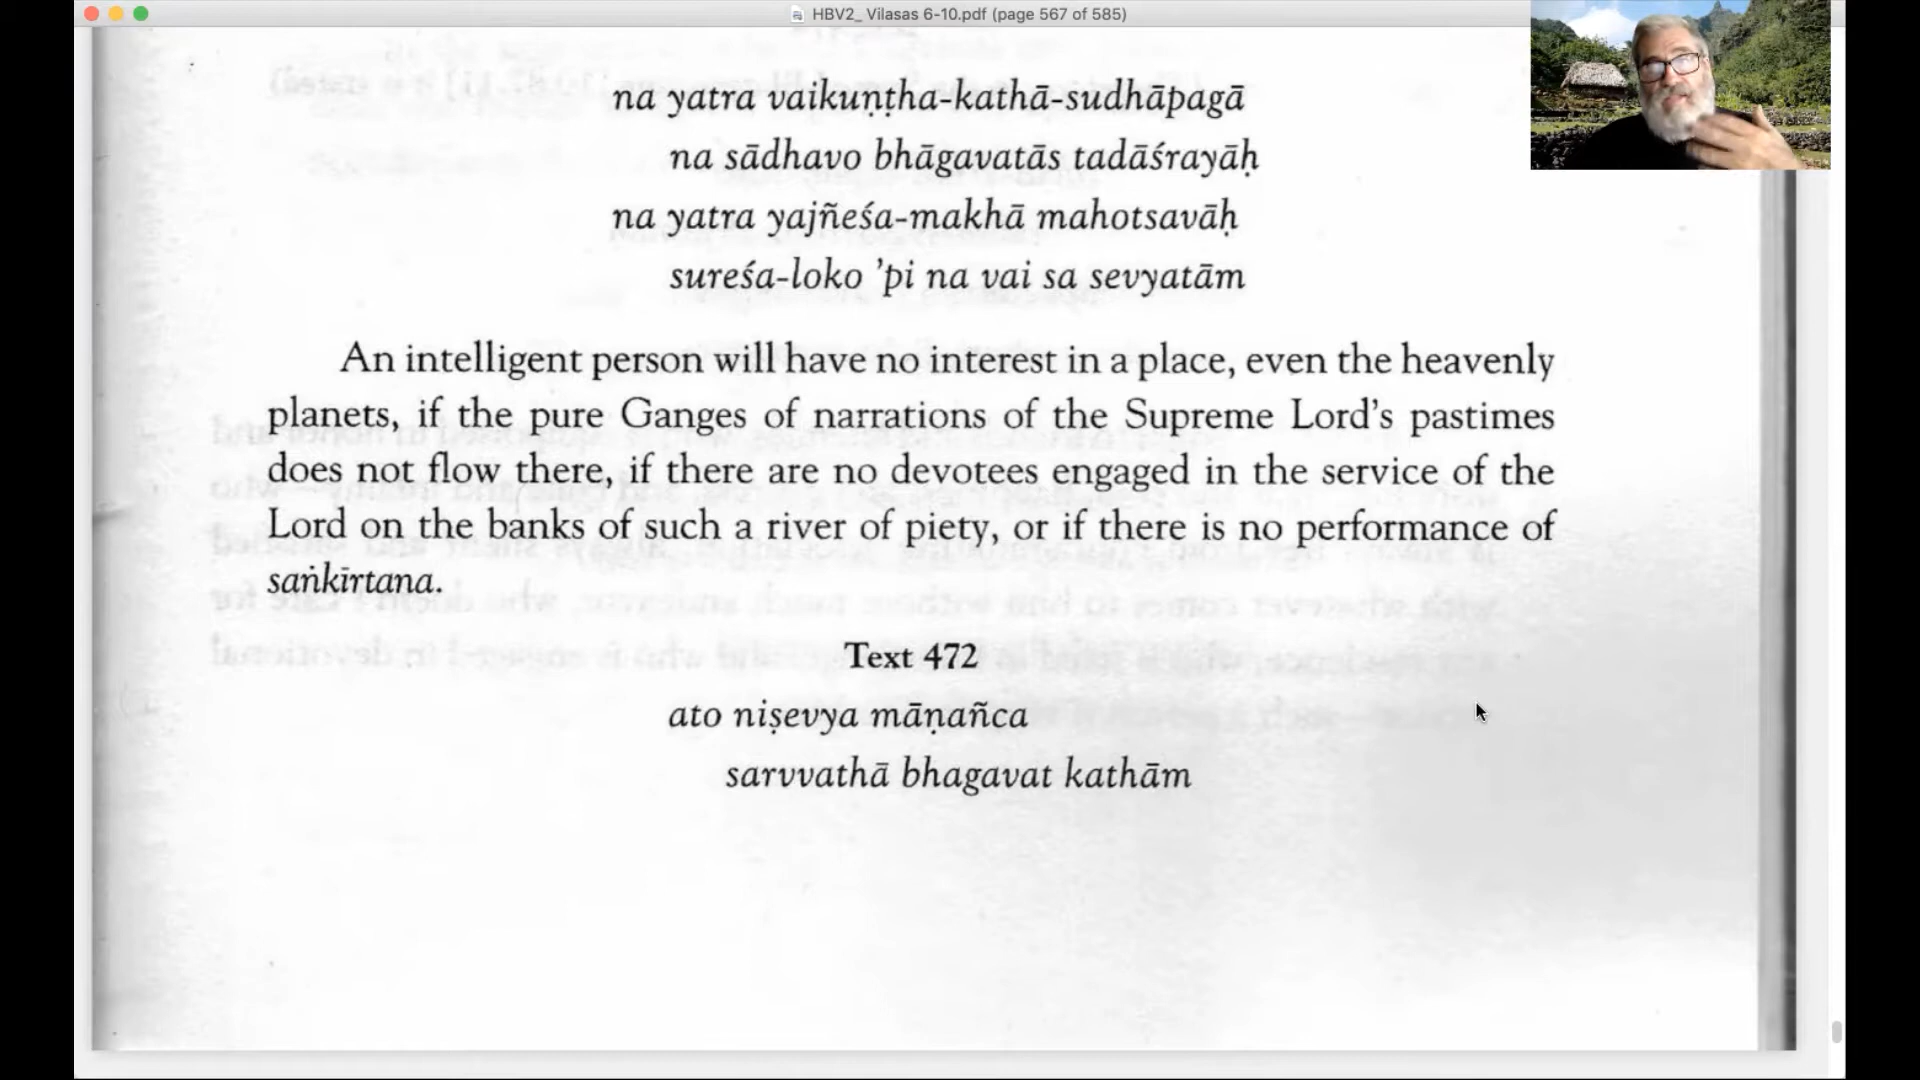 HBV2_ Vilasas 6-10.pdf (page 567 of 585)
na yatra vaikuṇṭha-kathā-sudhāpagā
na sādhavo bhāgavatās tadāśrayāḥ
na yatra yajñeśa-makhā mahotsavāḥ
sureśa-loko ’pi na vai sa sevyatām
An intelligent person will have no interest in a place, even the heavenly
planets, if the pure Ganges of narrations of the Supreme Lord’s pastimes
does not flow there, if there are no devotees engaged in the service of the
Lord on the banks of such a river of piety, or if there is no performance of
saṅkīrtana.
Text 472
ato niṣevya māṇañca
sarvvathā bhagavat kathām